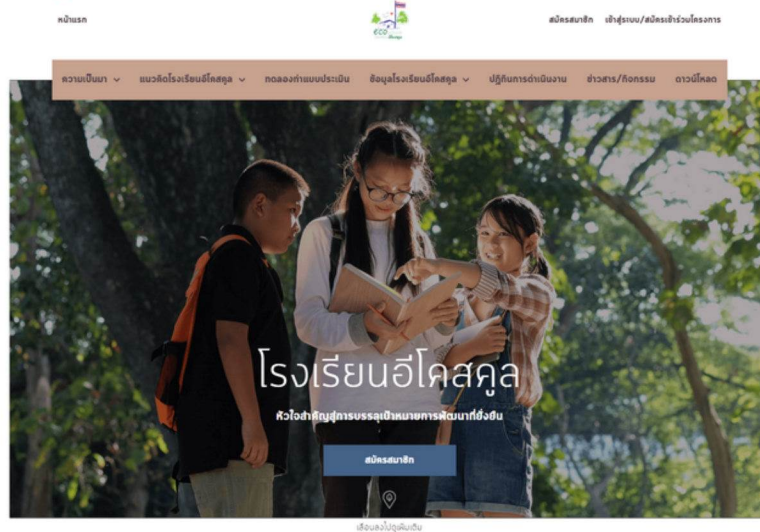 หน้าแรก
สมัครสมาชิก เข้าสู่ระบบ/สมัครเข้าร่วมโครงการ
eco
ความเป็นมา แนวคิดโรงเรียนอีโคสคูล ทดลองทำแบบประเมิน ข้อมูลโรงเรียนอีโคสคูล ปฏิทินการดำเนินงาน ข่าวสาร/กิจกรรม ดาวน์โหลด
โรงเรียนอีโคสคูล
หัวใจสำคัญสู่การบรรลุเป้าหมายการพัฒนาที่ยั่งยืน
สมัครสมาชิก
เลื่อนลงไปดูเพิ่มเติม